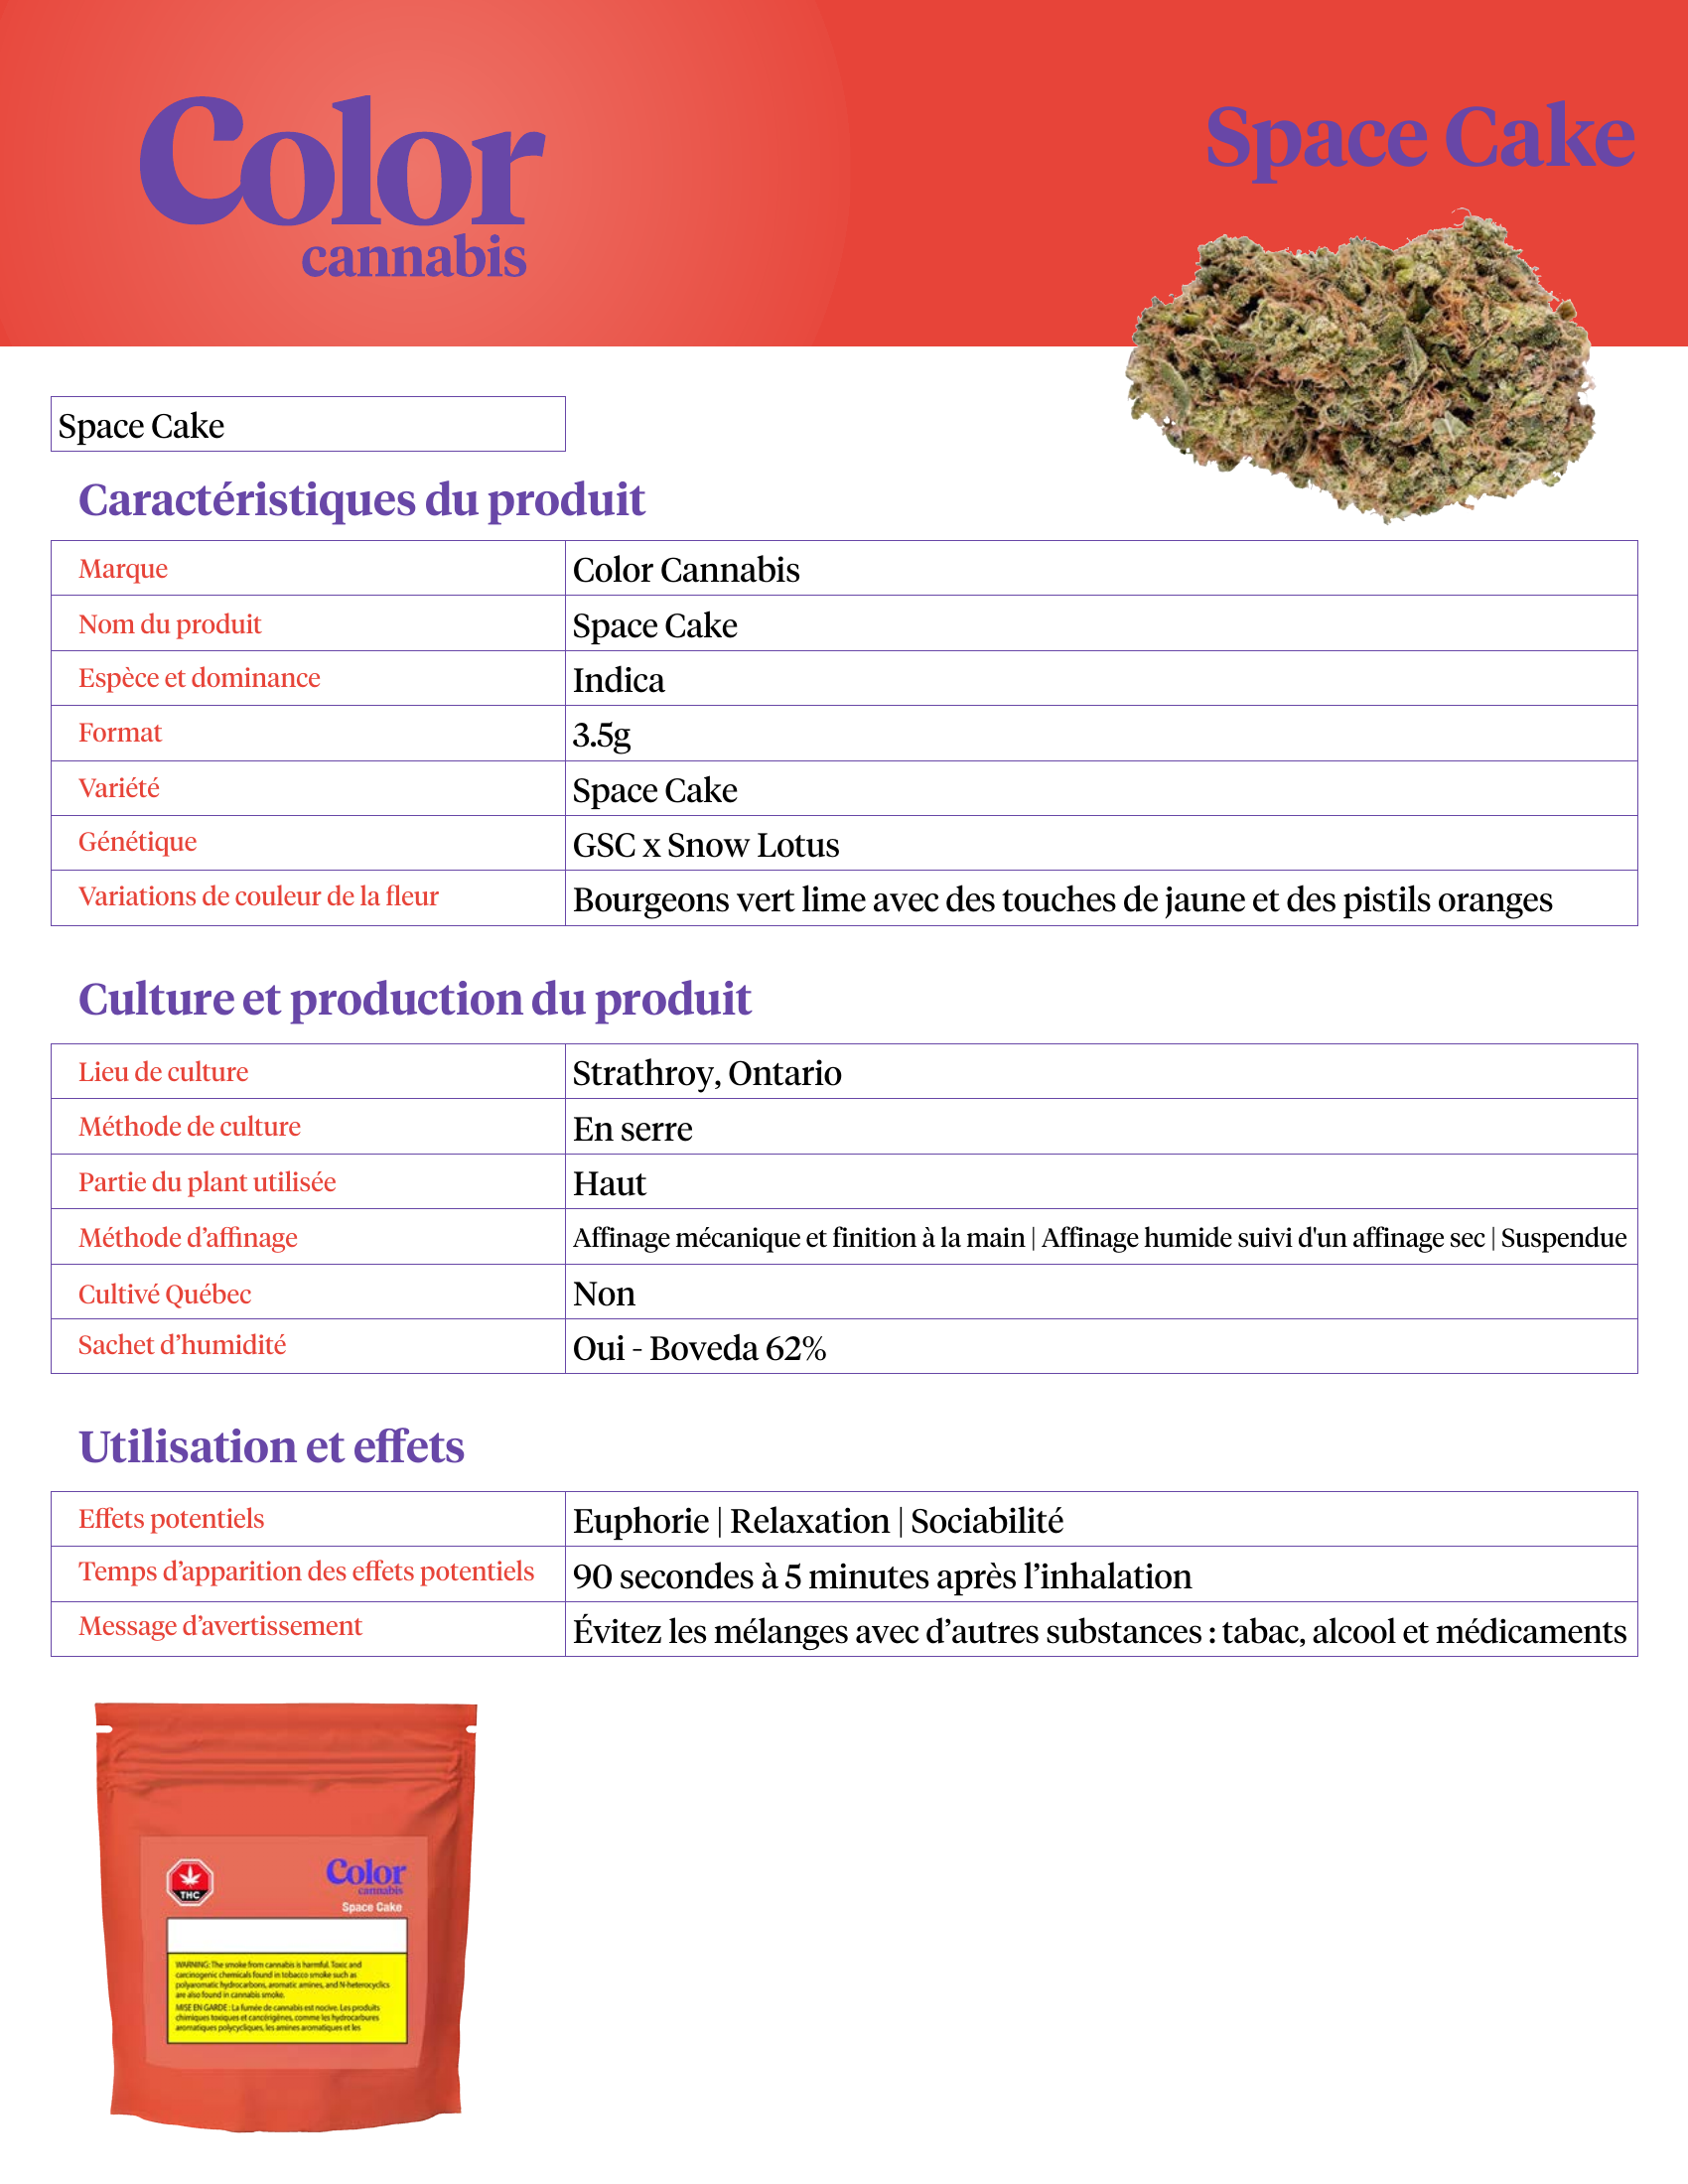 Color
cannabis
Space Cake
Space Cake
Caractéristiques du produit
Marque Color Cannabis
Nom du produit Space Cake
Espèce et dominance Indica
Format 3.5g
Variété Space Cake
Génétique GSC x Snow Lotus
Variations de couleur de la fleur Bourgeons vert lime avec des touches de jaune et des pistils oranges
Culture et production du produit
Lieu de culture Strathroy, Ontario
Méthode de culture En serre
Partie du plant utilisée Haut
Méthode d’affinage Affinage mécanique et finition à la main | Affinage humide suivi d'un affinage sec | Suspendue
Cultivé Québec Non
Sachet d’humidité Oui - Boveda 62%
Utilisation et effets
Effets potentiels Euphorie | Relaxation | Sociabilité
Temps d’apparition des effets potentiels 90 secondes à 5 minutes après l’inhalation
Message d’avertissement Évitez les mélanges avec d’autres substances : tabac, alcool et médicaments
THC
Color
cannabis
Space Cake
WARNING: The smoke from cannabis is harmful. Toxic and
carcinogenic chemicals found in tobacco smoke such as
polyaromatic hydrocarbons, aromatic amines, and N-heterocyclics
are also found in cannabis smoke.
MISE EN GARDE : La fumée de cannabis est nocive. Les produits
chimiques toxiques et cancérigènes, comme les hydrocarbures
aromatiques polycycliques, les amines aromatiques et les